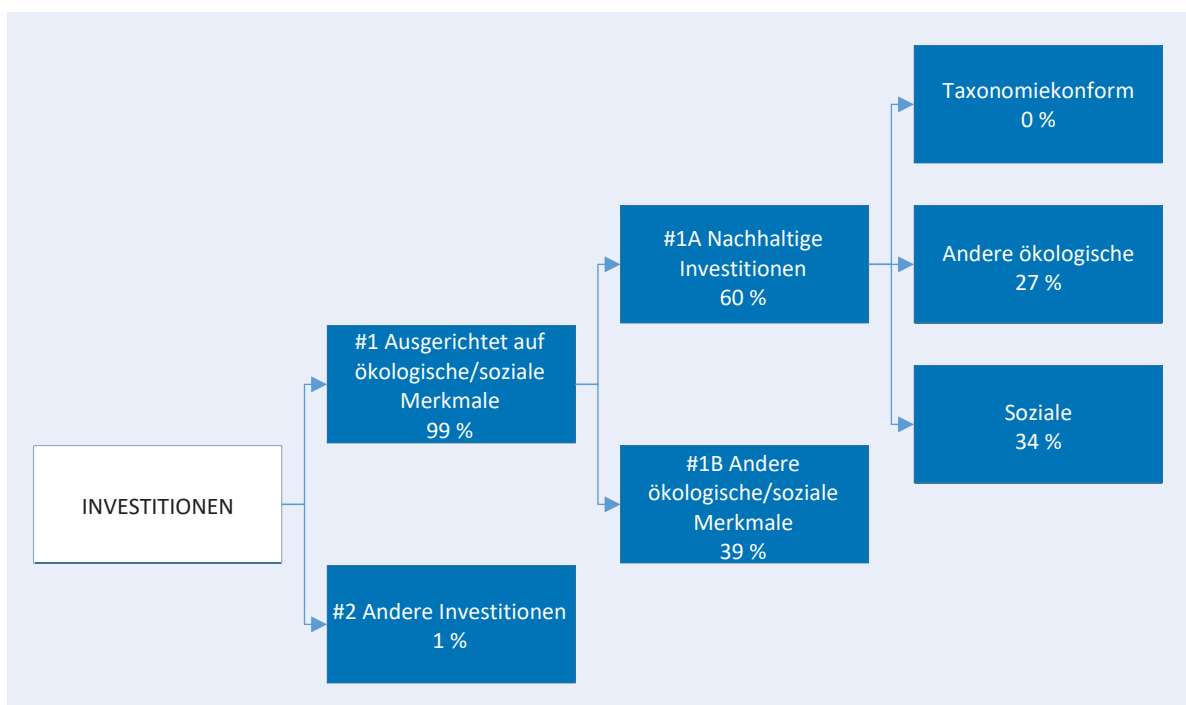 INVESTITIONEN
#1 Ausgerichtet auf
ökologische/soziale
Merkmale
99 %
#2 Andere Investitionen
1 %
#1A Nachhaltige
Investitionen
60 %
#1B Andere
ökologische/soziale
Merkmale
39 %
Taxonomiekonform
0 %
Andere ökologische
27 %
Soziale
34 %